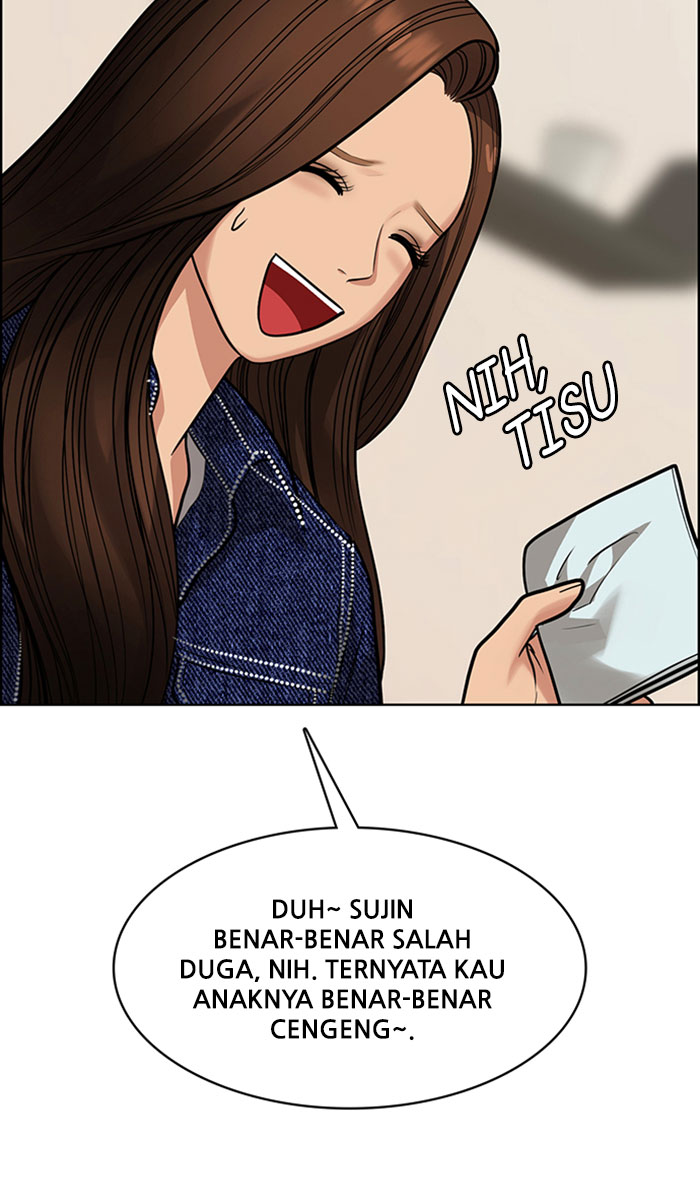 NIH,
TISU
DUH~ SUJIN
BENAR-BENAR SALAH
DUGA, NIH. TERNYATA KAU
ANAKNYA BENAR-BENAR
CENGENG~.